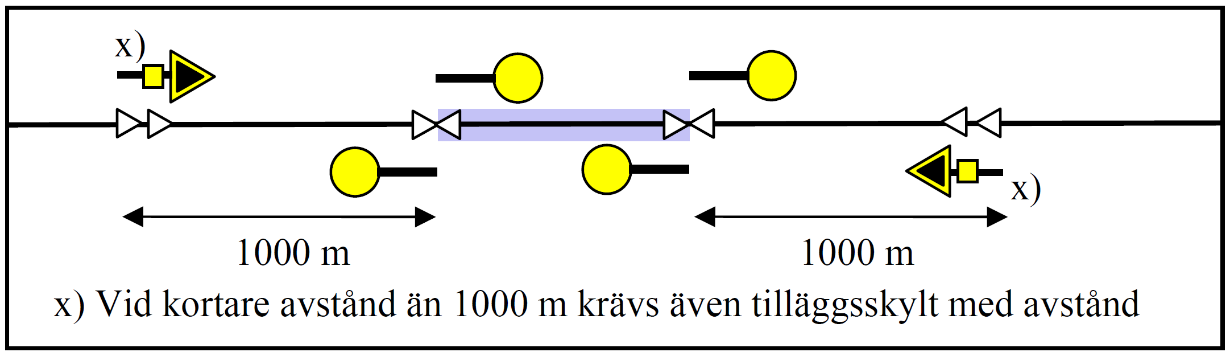 x)
x)
1000 m
1000 m
x) Vid kortare avstånd än 1000 m krävs även tilläggsskylt med avstånd